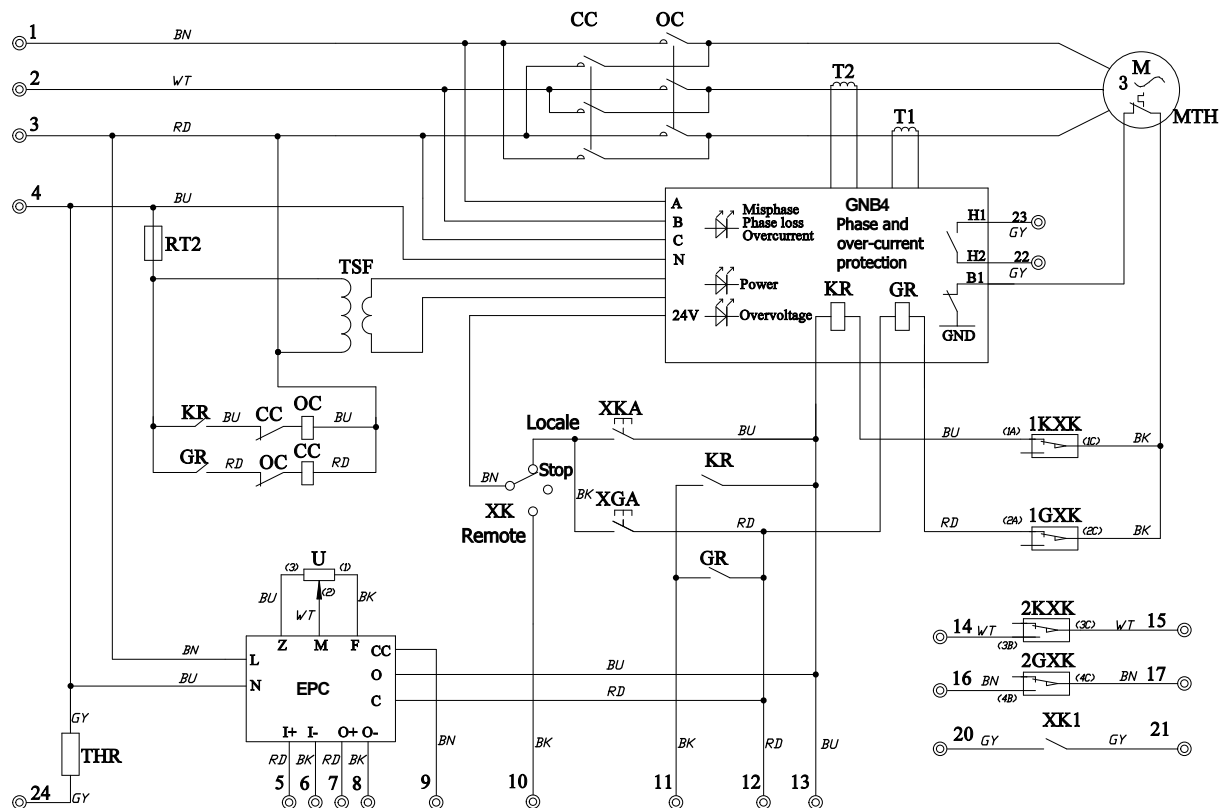 CC OC
1 BN
2 WT
3 RD
4 BU
T2
T1
M
3
MTH
RT2
TSF
A
B
C
N
24V
Misphase
Phase loss
Overcurrent
Power
Overvoltage
GNB4
Phase and
over-current
protection
KR GR
H1 23
GY
H2 22
GY
B1
GND
KR BU CC OC BU
GR RD OC CC RD
Locale
Stop
XK
Remote
BN
BK
XKA
BU
KR
XGA
RD
GR
BU (1A) 1KXK (1C) BK
RD (2A) 1GXK (2C) BK
U
(3) (1)
(2)
BU WT BK
Z M F
BN L CC
BU N EPC O BU
C RD
I+ I- O+ O-
RD BK RD BK BN BK BK RD BU
GY
THR
24 GY
5 6 7 8 9 10 11 12 13
14 WT (3B) 2KXK (3C) WT 15
16 BN (4B) 2GXK (4C) BN 17
20 GY XK1 GY 21